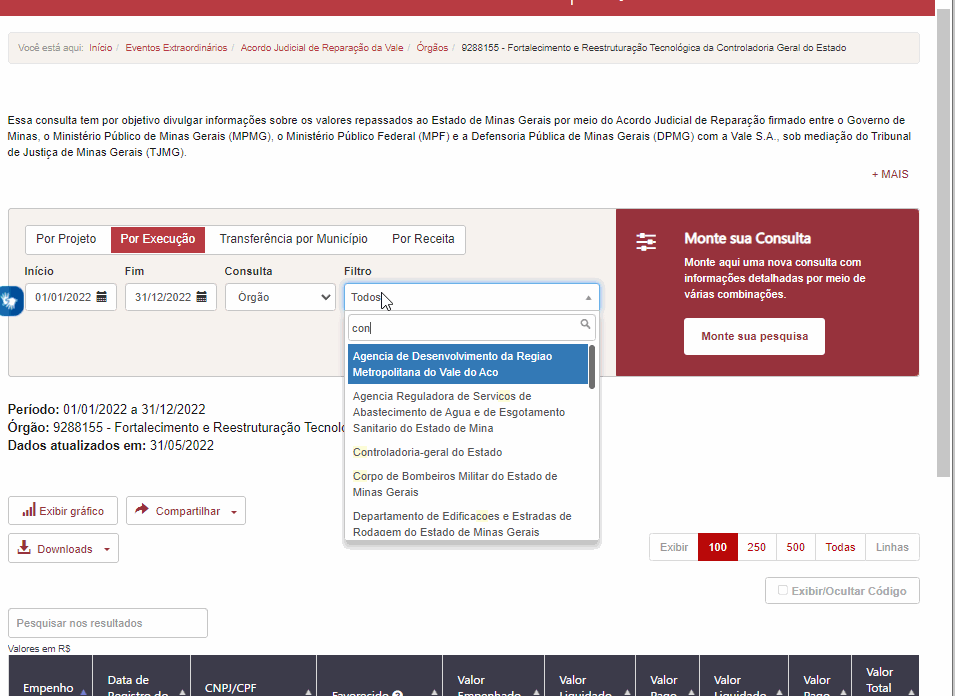 Você está aqui: Início / Eventos Extraordinários / Acordo Judicial de Reparação da Vale / Órgãos / 9288155 - Fortalecimento e Reestruturação Tecnológica da Controladoria Geral do Estado
Essa consulta tem por objetivo divulgar informações sobre os valores repassados ao Estado de Minas Gerais por meio do Acordo Judicial de Reparação firmado entre o Governo de
Minas, o Ministério Público de Minas Gerais (MPMG), o Ministério Público Federal (MPF) e a Defensoria Pública de Minas Gerais (DPMG) com a Vale S.A., sob mediação do Tribunal
de Justiça de Minas Gerais (TJMG).
+ MAIS
Por Projeto Por Execução Transferência por Município Por Receita
Início Fim Consulta Filtro
01/01/2022 31/12/2022 Órgão Todos
con
Agencia de Desenvolvimento da Regiao
Metropolitana do Vale do Aco
Agencia Reguladora de Servicos de
Abastecimento de Agua e de Esgotamento
Sanitario do Estado de Mina
Controladoria-geral do Estado
Corpo de Bombeiros Militar do Estado de
Minas Gerais
Departamento de Edificacoes e Estradas de
Rodagem do Estado de Minas Gerais
Monte sua Consulta
Monte aqui uma nova consulta com
informações detalhadas por meio de
várias combinações.
Monte sua pesquisa
Período: 01/01/2022 a 31/12/2022
Órgão: 9288155 - Fortalecimento e Reestruturação Tecnoló
Dados atualizados em: 31/05/2022
Exibir gráfico Compartilhar
Downloads
Exibir 100 250 500 Todas Linhas
Exibir/Ocultar Código
Pesquisar nos resultados
Valores em R$
Empenho
Data de
Registro do
CNPJ/CPF
Favorecido
Valor
Empenhado
Valor
Liquidado
Valor
Pago
Valor
Liquidado
Valor
Pago
Valor
Total